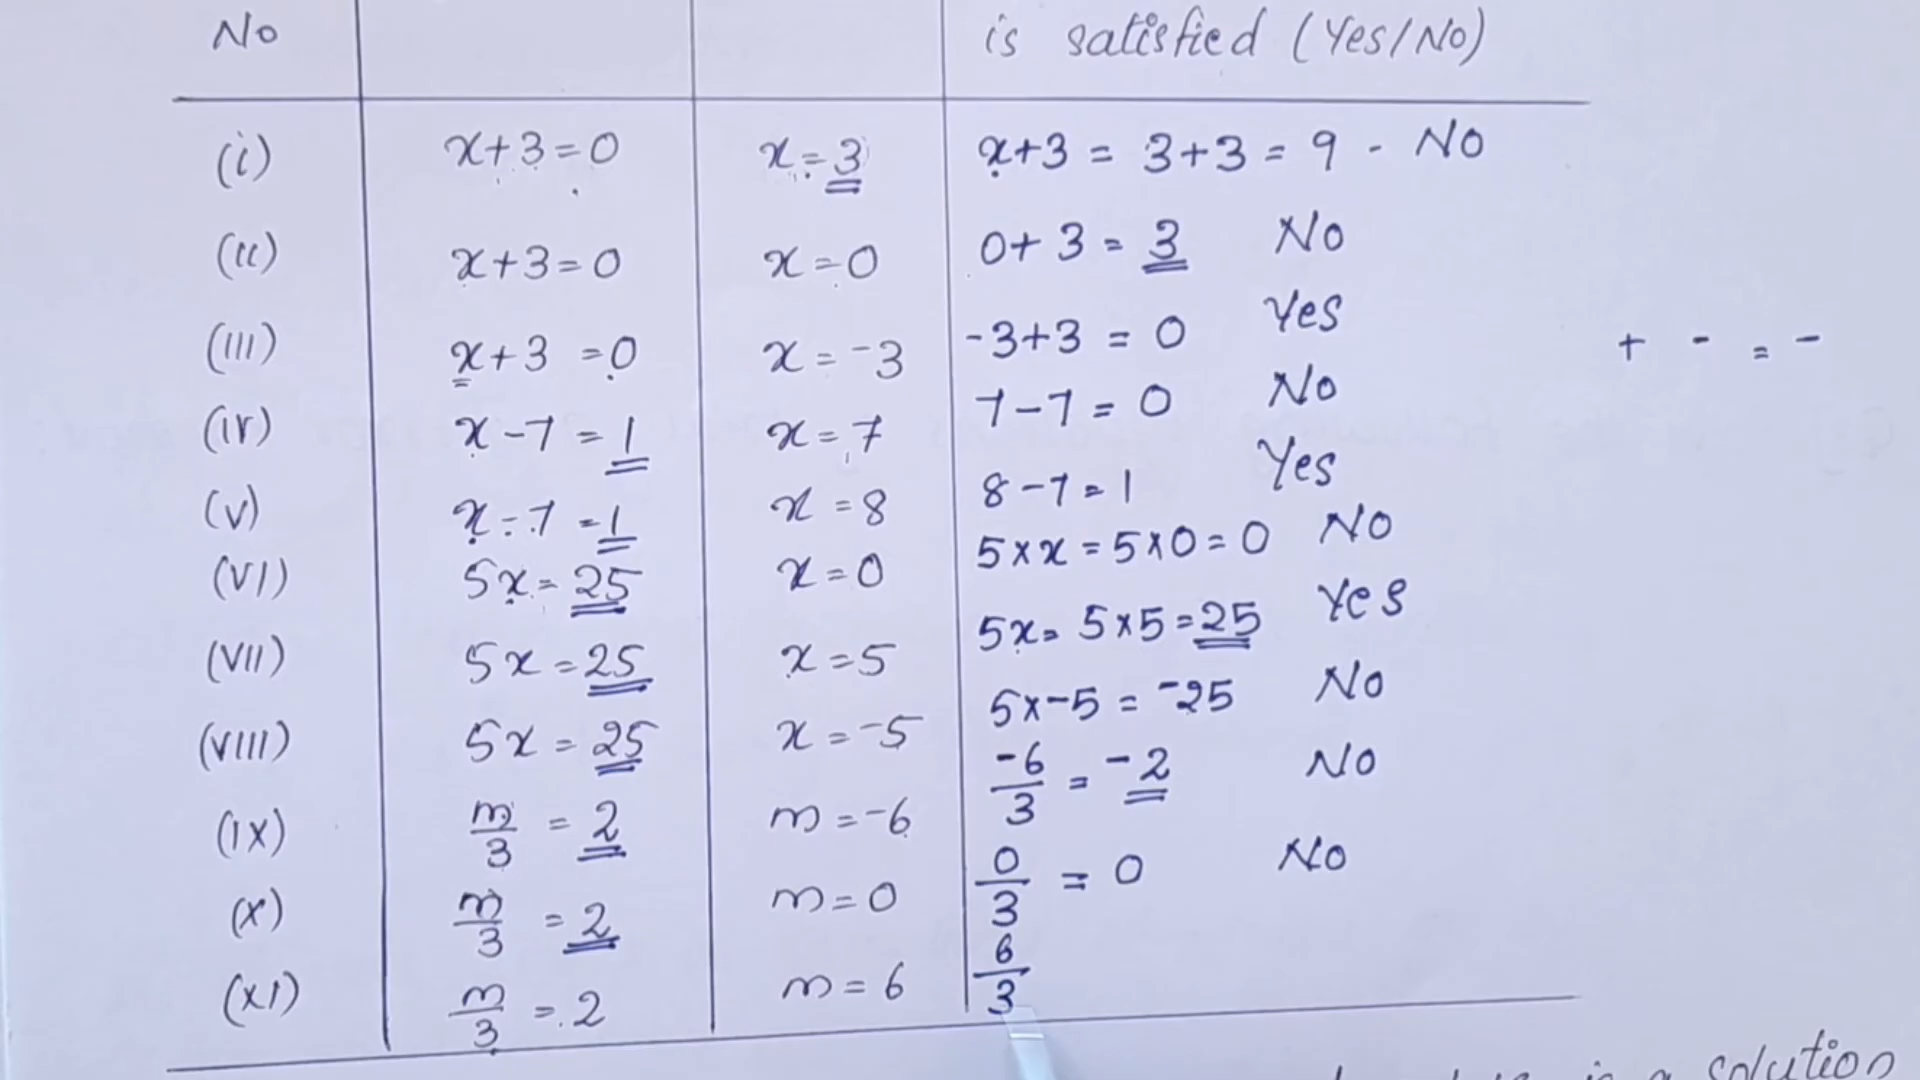 No is satisfied (Yes/No)
(i) x+3=0 x=3 x+3 = 3+3 = 9 - No
(ii) x+3=0 x=0 0+3=3 No
(iii) x+3=0 x=-3 -3+3=0 Yes
+ - = -
(iv) x-7=1 x=7 7-7=0 No
(v) x-7=1 x=8 8-7=1 Yes
(vi) 5x=25 x=0 5×x=5×0=0 No
(vii) 5x=25 x=5 5x=5×5=25 Yes
(viii) 5x=25 x=-5 5×-5=-25 No
(ix) m/3=2 m=-6 -6/3=-2 No
(x) m/3=2 m=0 0/3=0 No
(xi) m/3=2 m=6 6/3
is a solution